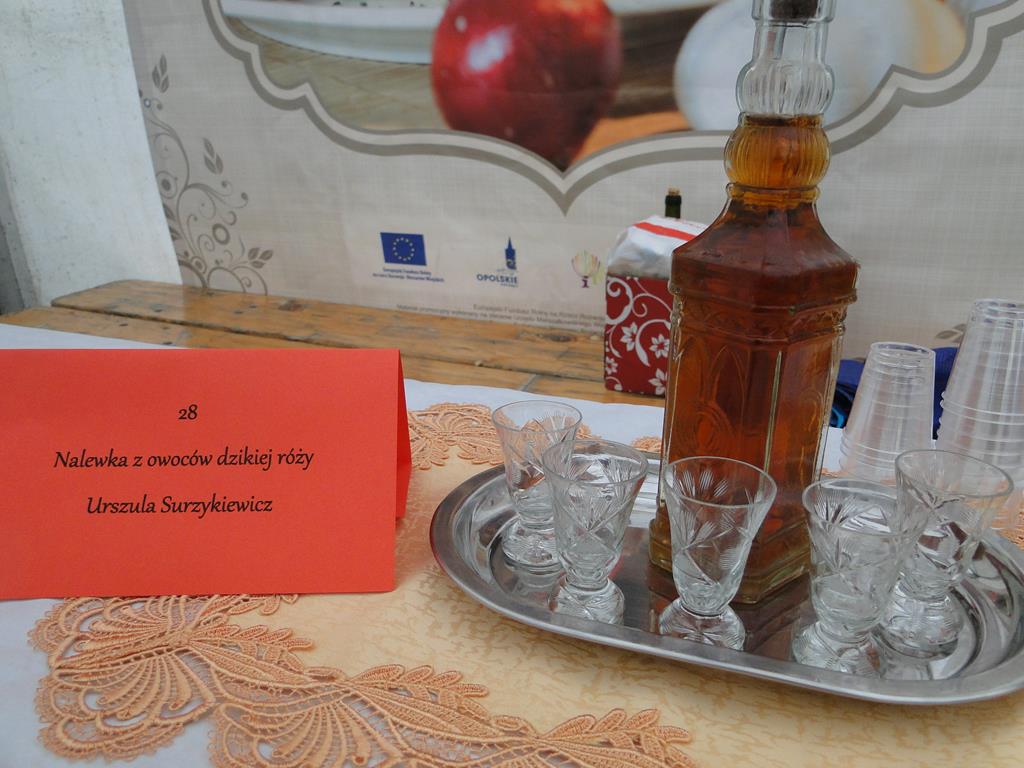 28
Nalewka z owoców dzikiej róży
Urszula Surzykiewicz
OPOLSKIE